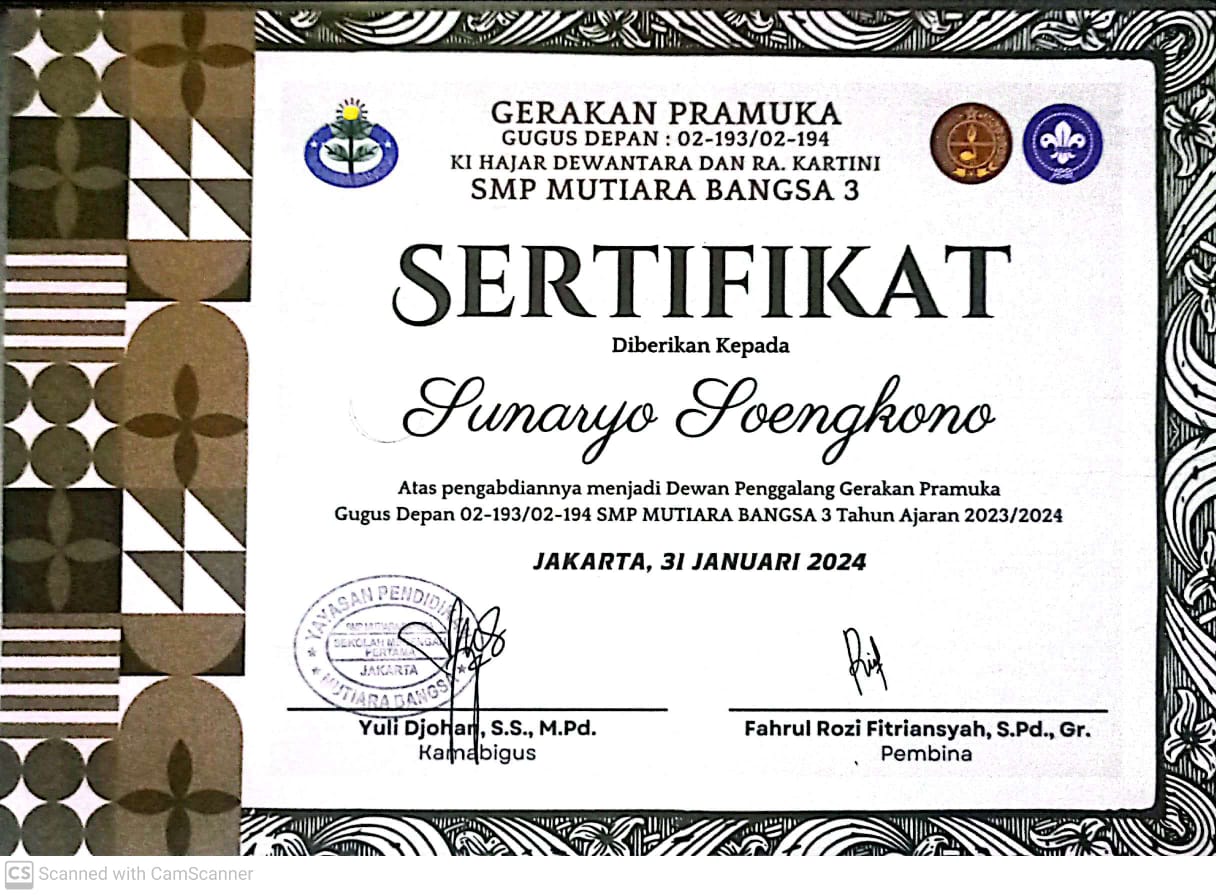 GERAKAN PRAMUKA
GUGUS DEPAN : 02-193/02-194
KI HAJAR DEWANTARA DAN RA. KARTINI
SMP MUTIARA BANGSA 3
SERTIFIKAT
Diberikan Kepada
Sunaryo Soengkono
Atas pengabdiannya menjadi Dewan Penggalang Gerakan Pramuka
Gugus Depan 02-193/02-194 SMP MUTIARA BANGSA 3 Tahun Ajaran 2023/2024
JAKARTA, 31 JANUARI 2024
YAYASAN
SEKOLAH
PERTAMA
JAKARTA
MUTIARA BANGSA
Yuli Djohan, S.S., M.Pd.
Kamabigus
Fahrul Rozi Fitriansyah, S.Pd., Gr.
Pembina
CS Scanned with CamScanner